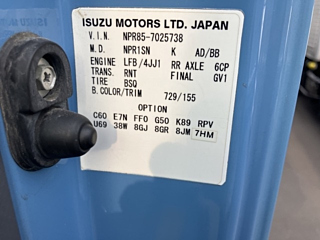 ISUZU MOTORS LTD. JAPAN
V.I.N. NPR85-7025738
M.D. NPR1SN K AD/BB
ENGINE LFB/4JJ1 RR AXLE 6CP
TRANS. RNT FINAL GV1
TIRE BSQ
B.COLOR/TRIM 729/155
OPTION
C60 E7N FF0 G50 K89 RPV
U69 38W 8GJ 8GR 8JM 7HM